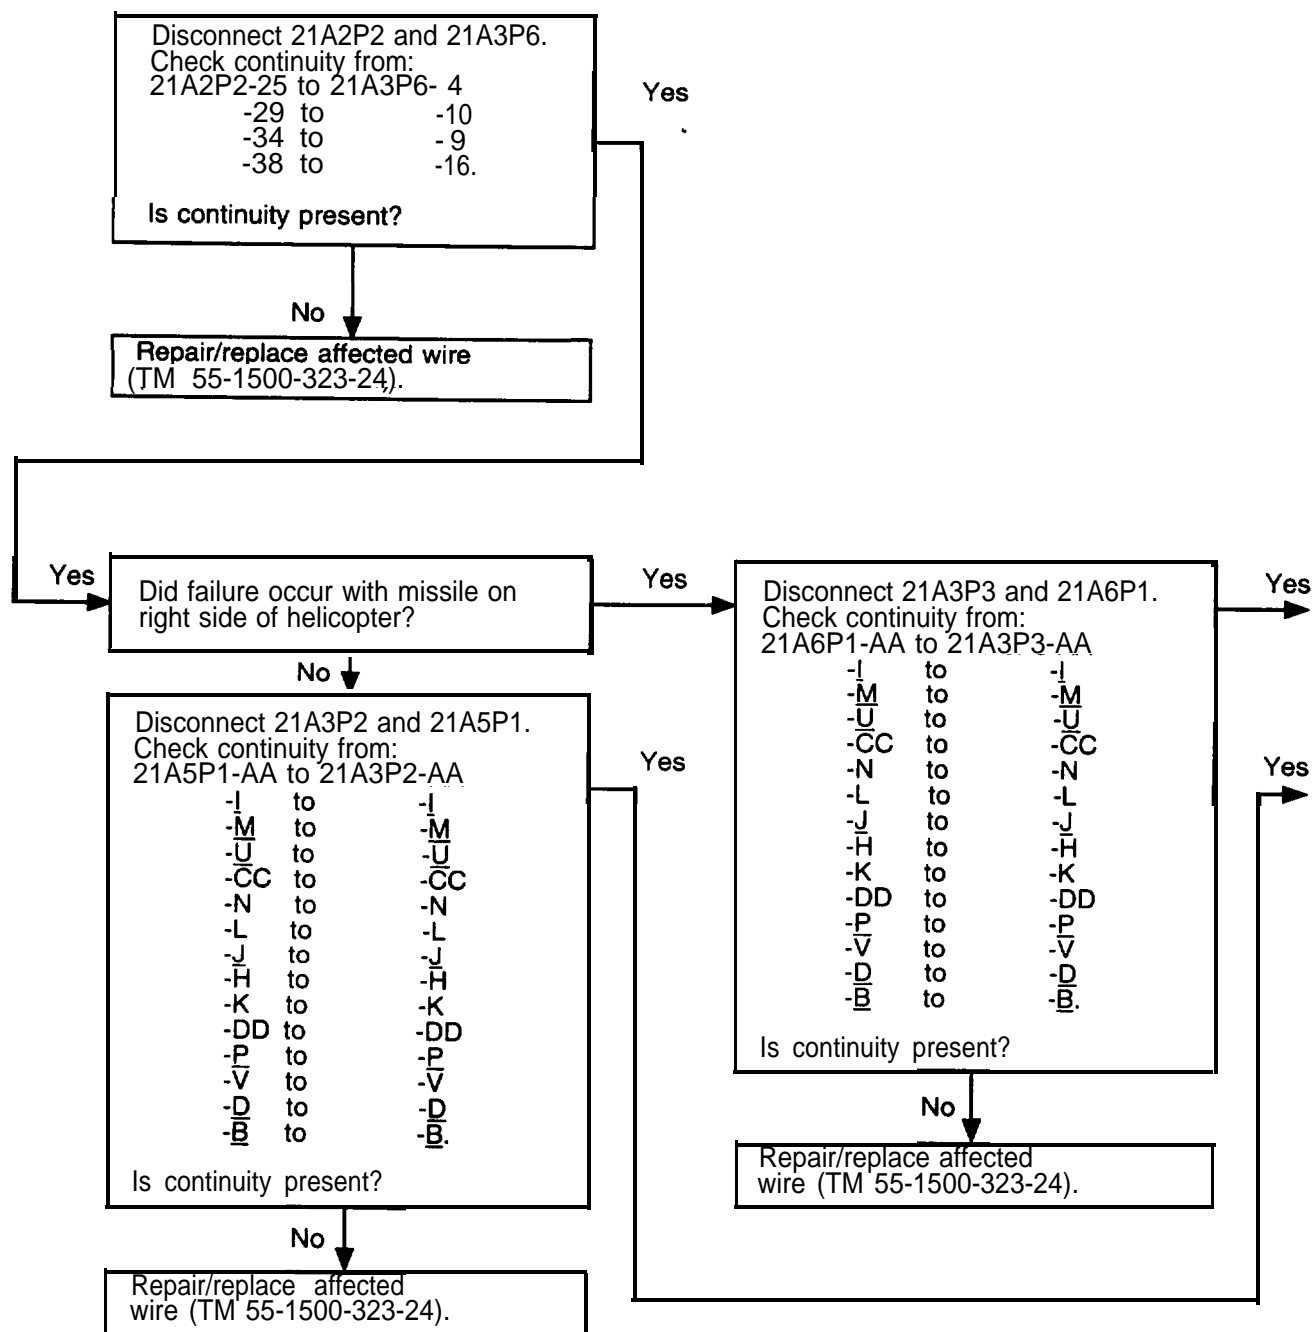 Disconnect 21A2P2 and 21A3P6.
Check continuity from:
21A2P2-25 to 21A3P6- 4
-29 to -10
-34 to - 9
-38 to -16.
Is continuity present?
Yes
No
Repair/replace affected wire
(TM 55-1500-323-24).
Yes
Did failure occur with missile on
right side of helicopter?
Yes
No
Disconnect 21A3P2 and 21A5P1.
Check continuity from:
21A5P1-AA to 21A3P2-AA
-I to -I
-M to -M
-U to -U
-CC to -CC
-N to -N
-L to -L
-J to -J
-H to -H
-K to -K
-DD to -DD
-P to -P
-V to -V
-D to -D
-B to -B.
Is continuity present?
Yes
No
Repair/replace affected
wire (TM 55-1500-323-24).
Disconnect 21A3P3 and 21A6P1.
Check continuity from:
21A6P1-AA to 21A3P3-AA
-I to -I
-M to -M
-U to -U
-CC to -CC
-N to -N
-L to -L
-J to -J
-H to -H
-K to -K
-DD to -DD
-P to -P
-V to -V
-D to -D
-B to -B.
Is continuity present?
Yes
Yes
No
Repair/replace affected
wire (TM 55-1500-323-24).